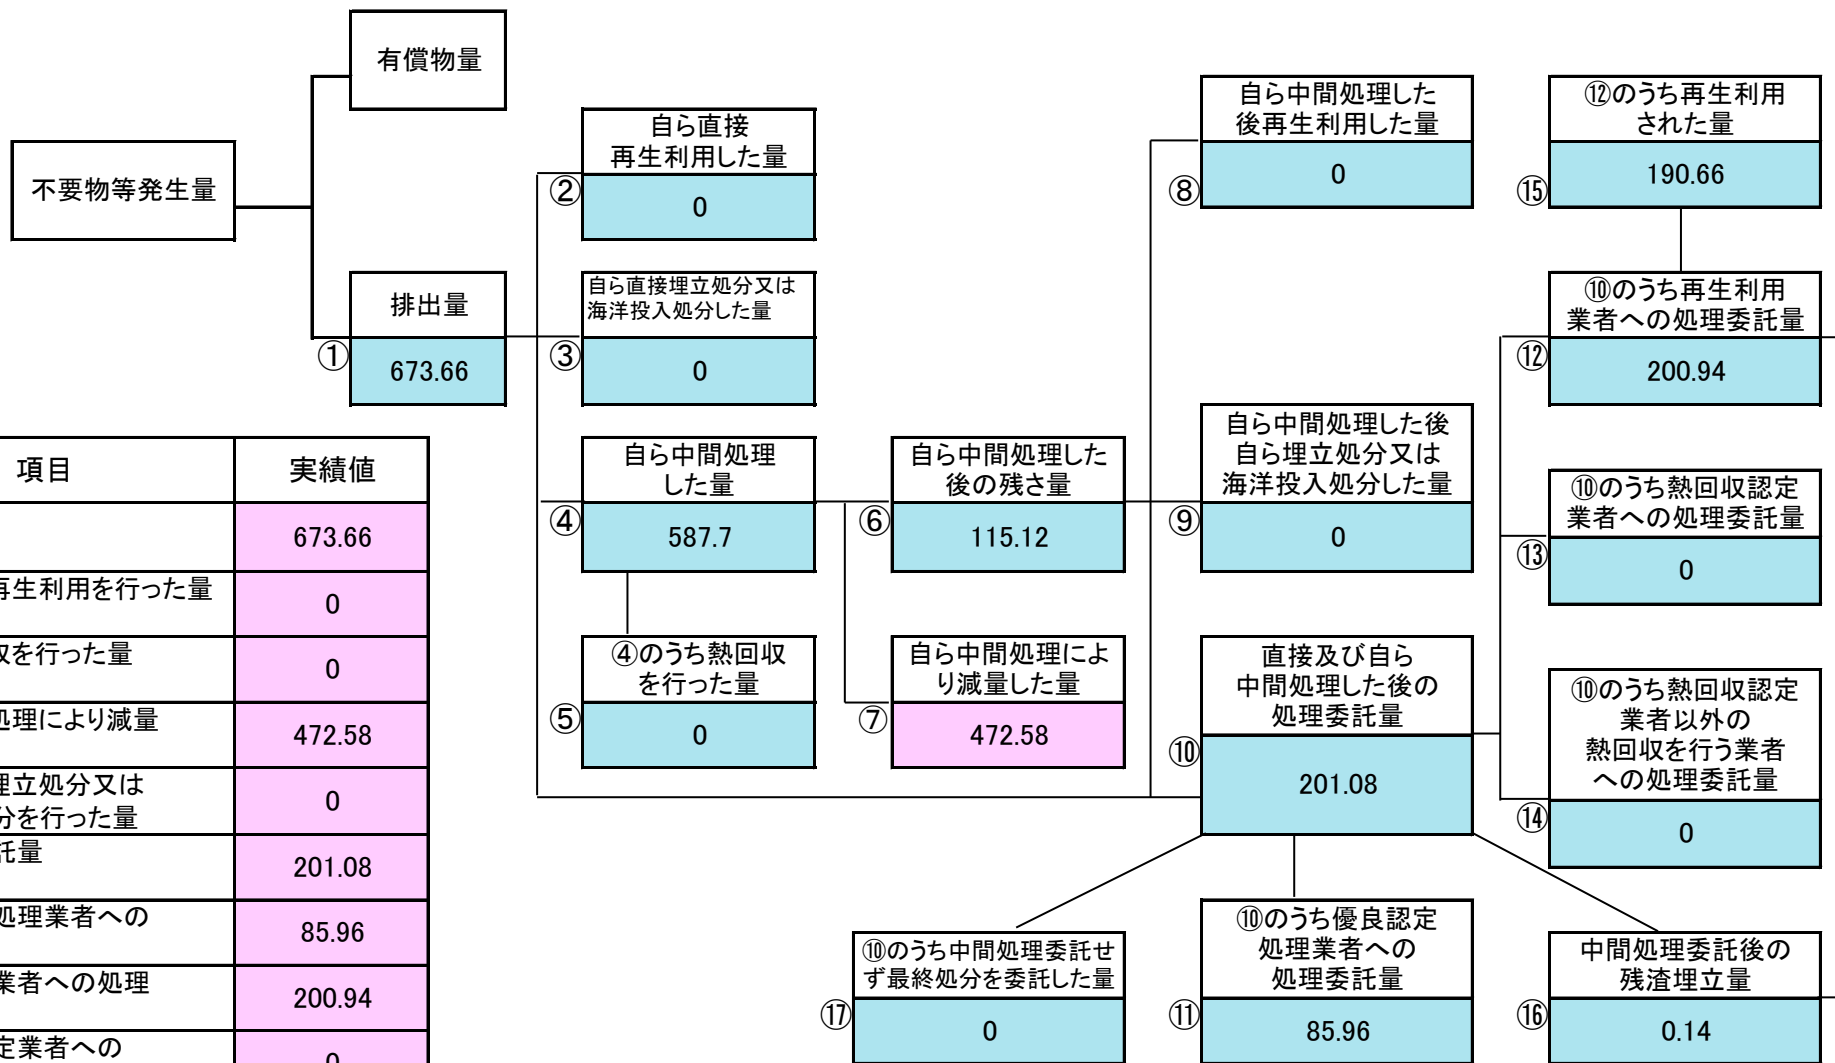 有償物量
不要物等発生量
排出量
①
673.66
自ら直接
再生利用した量
②
0
自ら直接埋立処分又は
海洋投入処分した量
③
0
自ら中間処理
した量
④
587.7
④のうち熱回収
を行った量
⑤
0
自ら中間処理した
後の残さ量
⑥
115.12
自ら中間処理によ
り減量した量
⑦
472.58
自ら中間処理した
後再生利用した量
⑧
0
自ら中間処理した後
自ら埋立処分又は
海洋投入処分した量
⑨
0
直接及び自ら
中間処理した後の
処理委託量
⑩
201.08
⑫のうち再生利用
された量
⑮
190.66
⑩のうち再生利用
業者への処理委託量
⑫
200.94
⑩のうち熱回収認定
業者への処理委託量
⑬
0
⑩のうち熱回収認定
業者以外の
熱回収を行う業者
への処理委託量
⑭
0
⑩のうち中間処理委託せ
ず最終処分を委託した量
⑰
0
⑩のうち優良認定
処理業者への
処理委託量
⑪
85.96
中間処理委託後の
残渣埋立量
⑯
0.14
項目 実績値
673.66
再生利用を行った量
0
を行った量
0
処理により減量
472.58
埋立処分又は
分を行った量
0
託量
201.08
処理業者への
85.96
業者への処理
200.94
定業者への
0